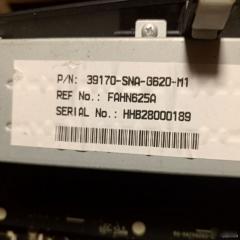 P/N: 39170-SNA-G620-M1
REF No.: FAHN625A
SERIAL No.: HHB28000189